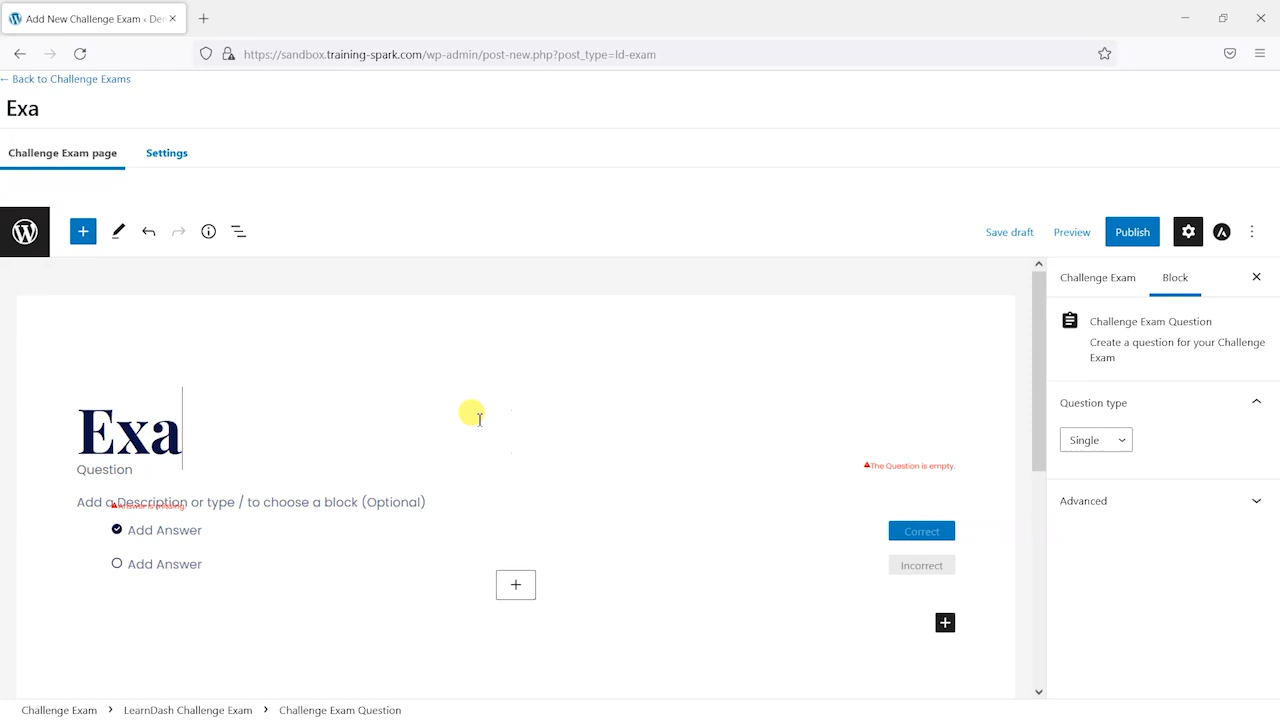 Add New Challenge Exam ‹ De
https://sandbox.training-spark.com/wp-admin/post-new.php?post_type=ld-exam
← Back to Challenge Exams
Exa
Challenge Exam page
Settings
Save draft
Preview
Publish
Challenge Exam
Block
Challenge Exam Question
Create a question for your Challenge
Exam
Question type
Single
Advanced
Exa
Question
The Question is empty.
Add a Description or type / to choose a block (Optional)
Answer is missing
Add Answer
Correct
Add Answer
Incorrect
Challenge Exam › LearnDash Challenge Exam › Challenge Exam Question